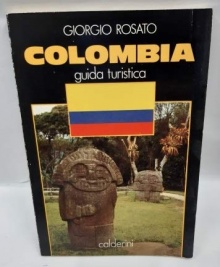 GIORGIO ROSATO
COLOMBIA
guida turistica
calderini